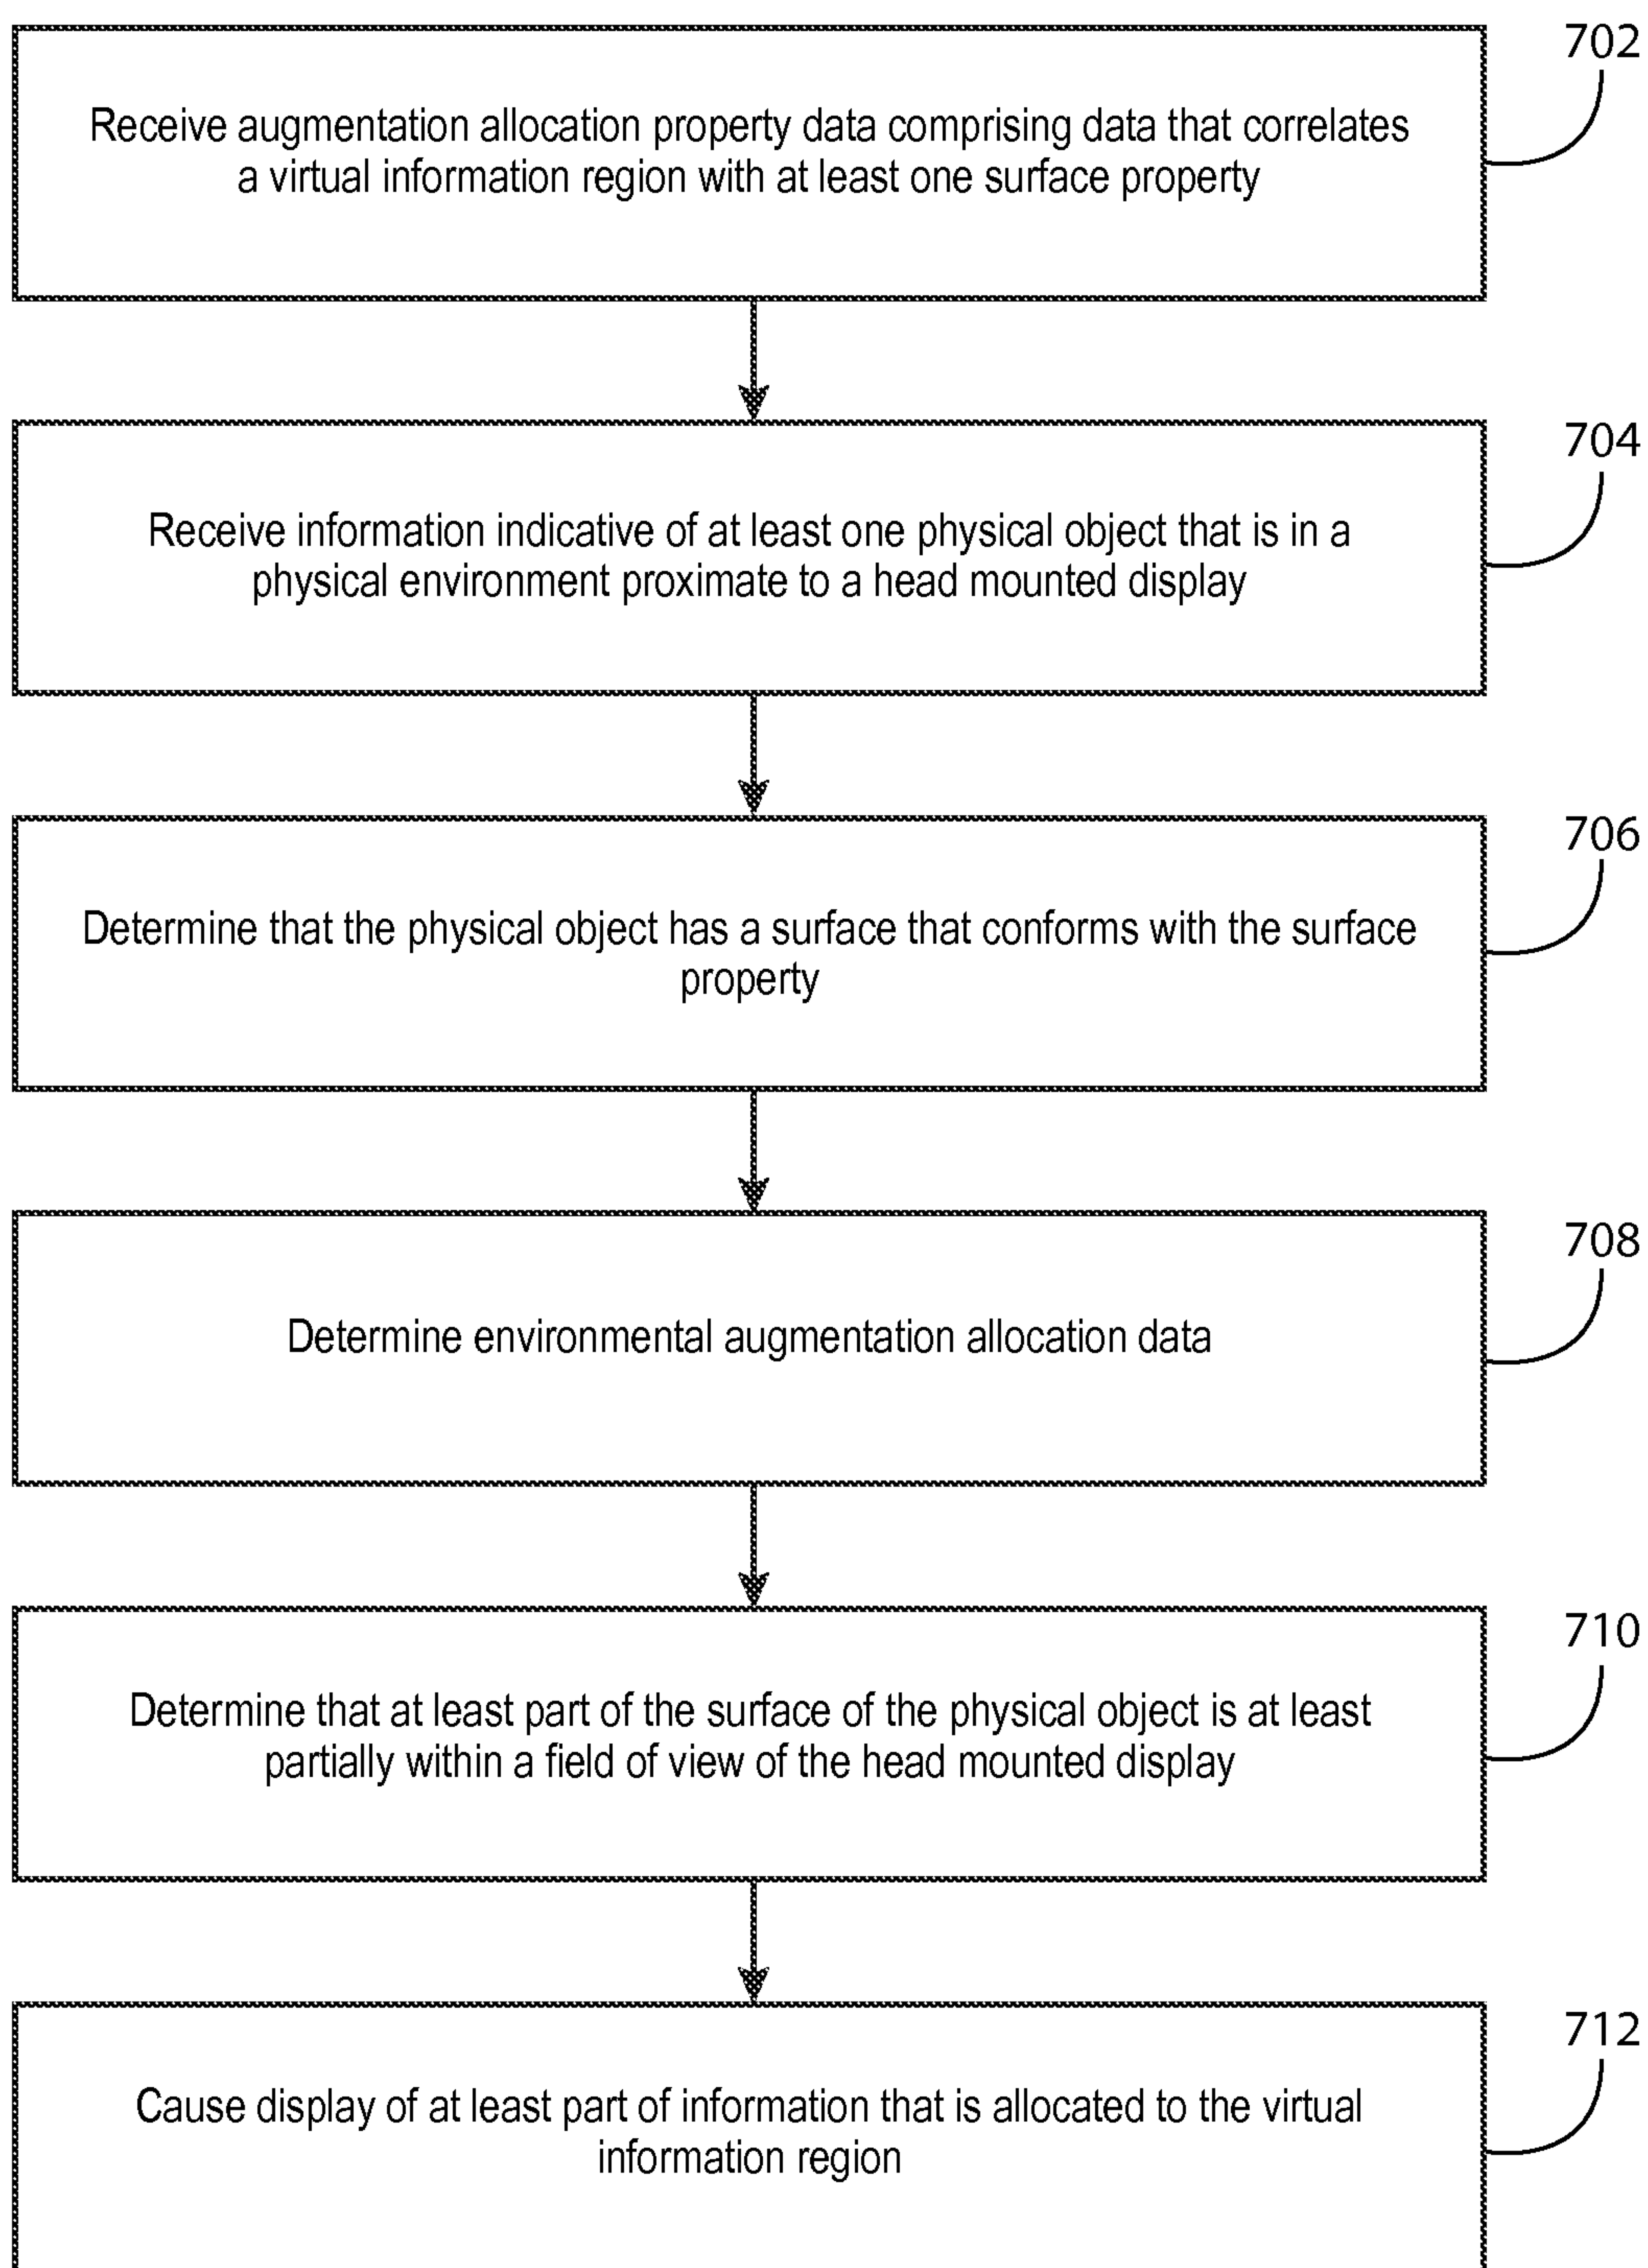 702
Receive augmentation allocation property data comprising data that correlates
a virtual information region with at least one surface property
704
Receive information indicative of at least one physical object that is in a
physical environment proximate to a head mounted display
706
Determine that the physical object has a surface that conforms with the surface
property
708
Determine environmental augmentation allocation data
710
Determine that at least part of the surface of the physical object is at least
partially within a field of view of the head mounted display
712
Cause display of at least part of information that is allocated to the virtual
information region